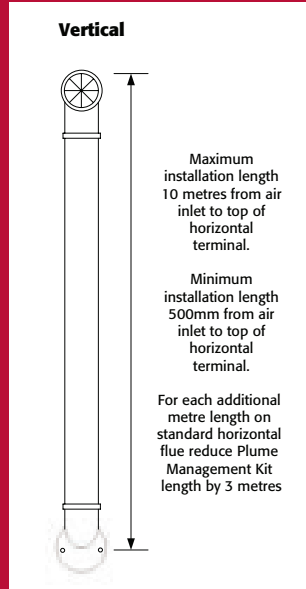 Vertical
Maximum
installation length
10 metres from air
inlet to top of
horizontal
terminal.
Minimum
installation length
500mm from air
inlet to top of
horizontal
terminal.
For each additional
metre length on
standard horizontal
flue reduce Plume
Management Kit
length by 3 metres